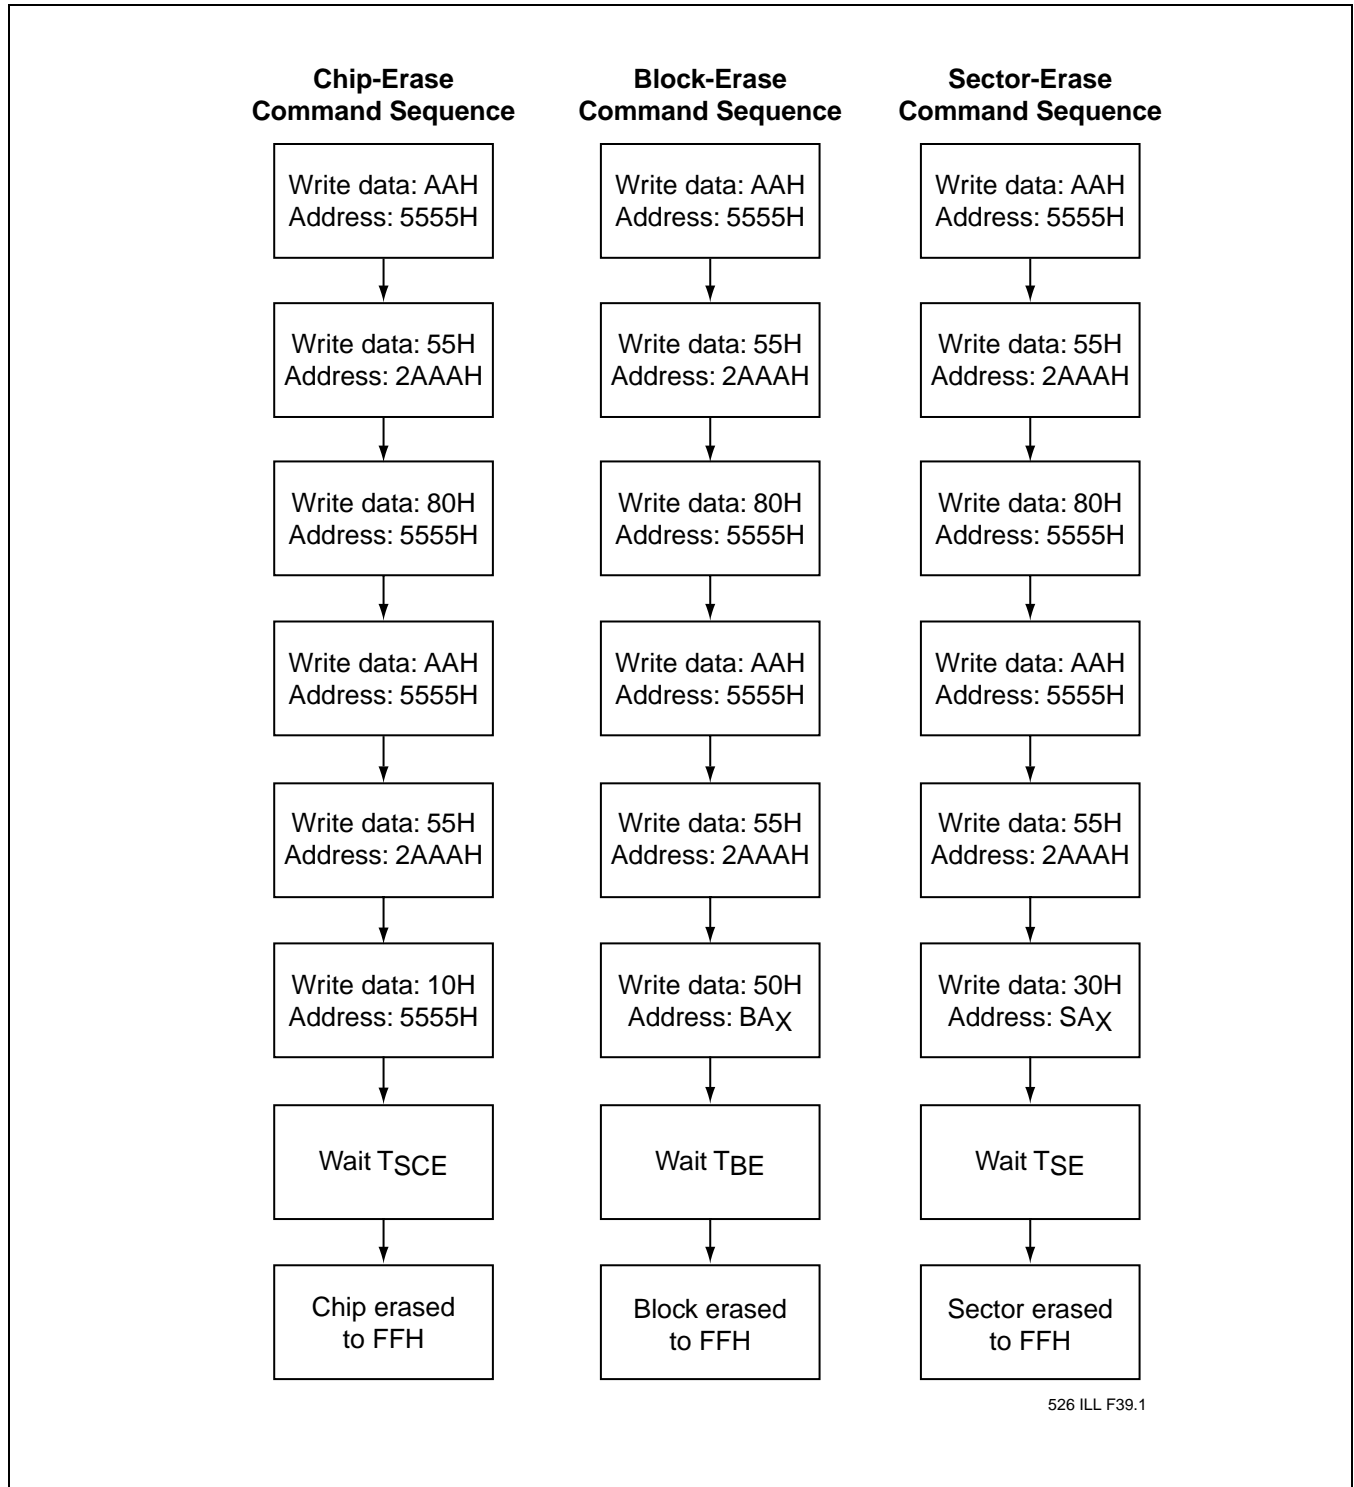 Chip-Erase
Command Sequence
Write data: AAH
Address: 5555H
Write data: 55H
Address: 2AAAH
Write data: 80H
Address: 5555H
Write data: AAH
Address: 5555H
Write data: 55H
Address: 2AAAH
Write data: 10H
Address: 5555H
Wait TSCE
Chip erased
to FFH
Block-Erase
Command Sequence
Write data: AAH
Address: 5555H
Write data: 55H
Address: 2AAAH
Write data: 80H
Address: 5555H
Write data: AAH
Address: 5555H
Write data: 55H
Address: 2AAAH
Write data: 50H
Address: BAX
Wait TBE
Block erased
to FFH
Sector-Erase
Command Sequence
Write data: AAH
Address: 5555H
Write data: 55H
Address: 2AAAH
Write data: 80H
Address: 5555H
Write data: AAH
Address: 5555H
Write data: 55H
Address: 2AAAH
Write data: 30H
Address: SAX
Wait TSE
Sector erased
to FFH
526 ILL F39.1